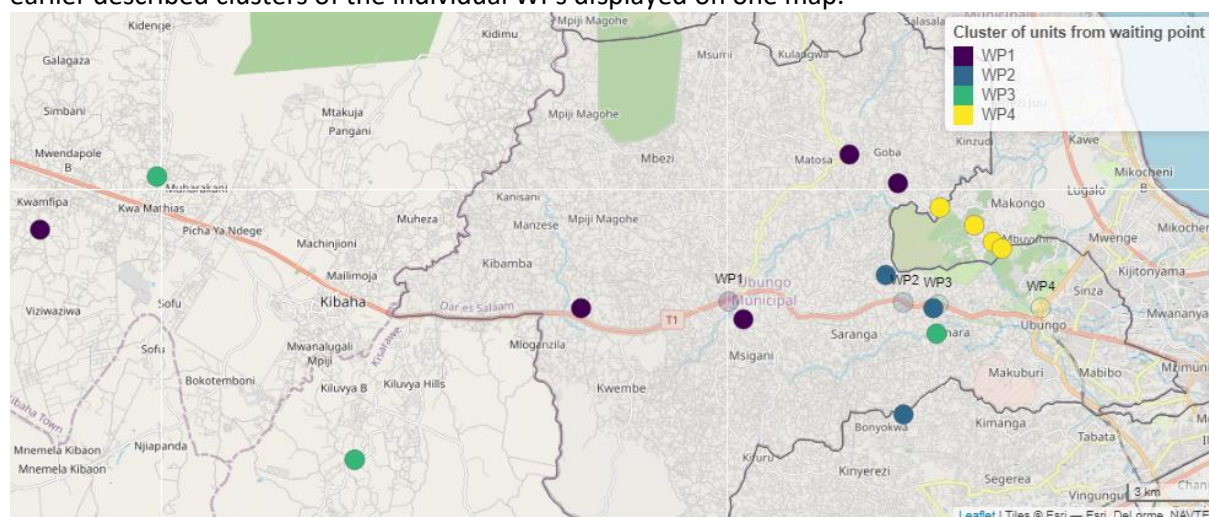 earlier described clusters of the individual WPs displayed on one map.
Cluster of units from waiting point
WP1
WP2
WP3
WP4
Kidenge
Kidimu
Mpiji Magohe
Salasala
Municipal
Galagaza
Msumi
Kulangwa
Simbani
Mtakuja
Pangani
Mpiji Magohe
Kinzudi
Kawe
Mwendapole
B
Mbezi
Matosa
Goba
Mikocheni
B
Muharakani
Lugalo
Kwamfipa
Kwa Mathias
Kanisani
Makongo
Muheza
Mpiji Magohe
Manzese
Picha Ya Ndege
Machinjioni
Mbuyuni
Mwenge
Kibamba
Mailimoja
WP1
Ubungo
Municipal
WP2
WP3
WP4
Kijitonyama
Sinza
Sofu
Kibaha
Dar es Salaam
Viziwaziwa
T1
Ubungo
Saranga
Mloganzila
Sofu
Mwanalugali
Mpiji
Kisarawe
Msigani
Makuburi
Mabibo
Bokotemboni
Kiluvya B
Kiluvya Hills
Kwembe
Kibaha Town
Bonyokwa
Kimanga
Tabata
Mnemela Kibaon
Njiapanda
Mnemela Kibaon
Kifuru
Kinyerezi
Segerea
3 km
Leaflet | Tiles © Esri — Esri, DeLorme, NAVTE